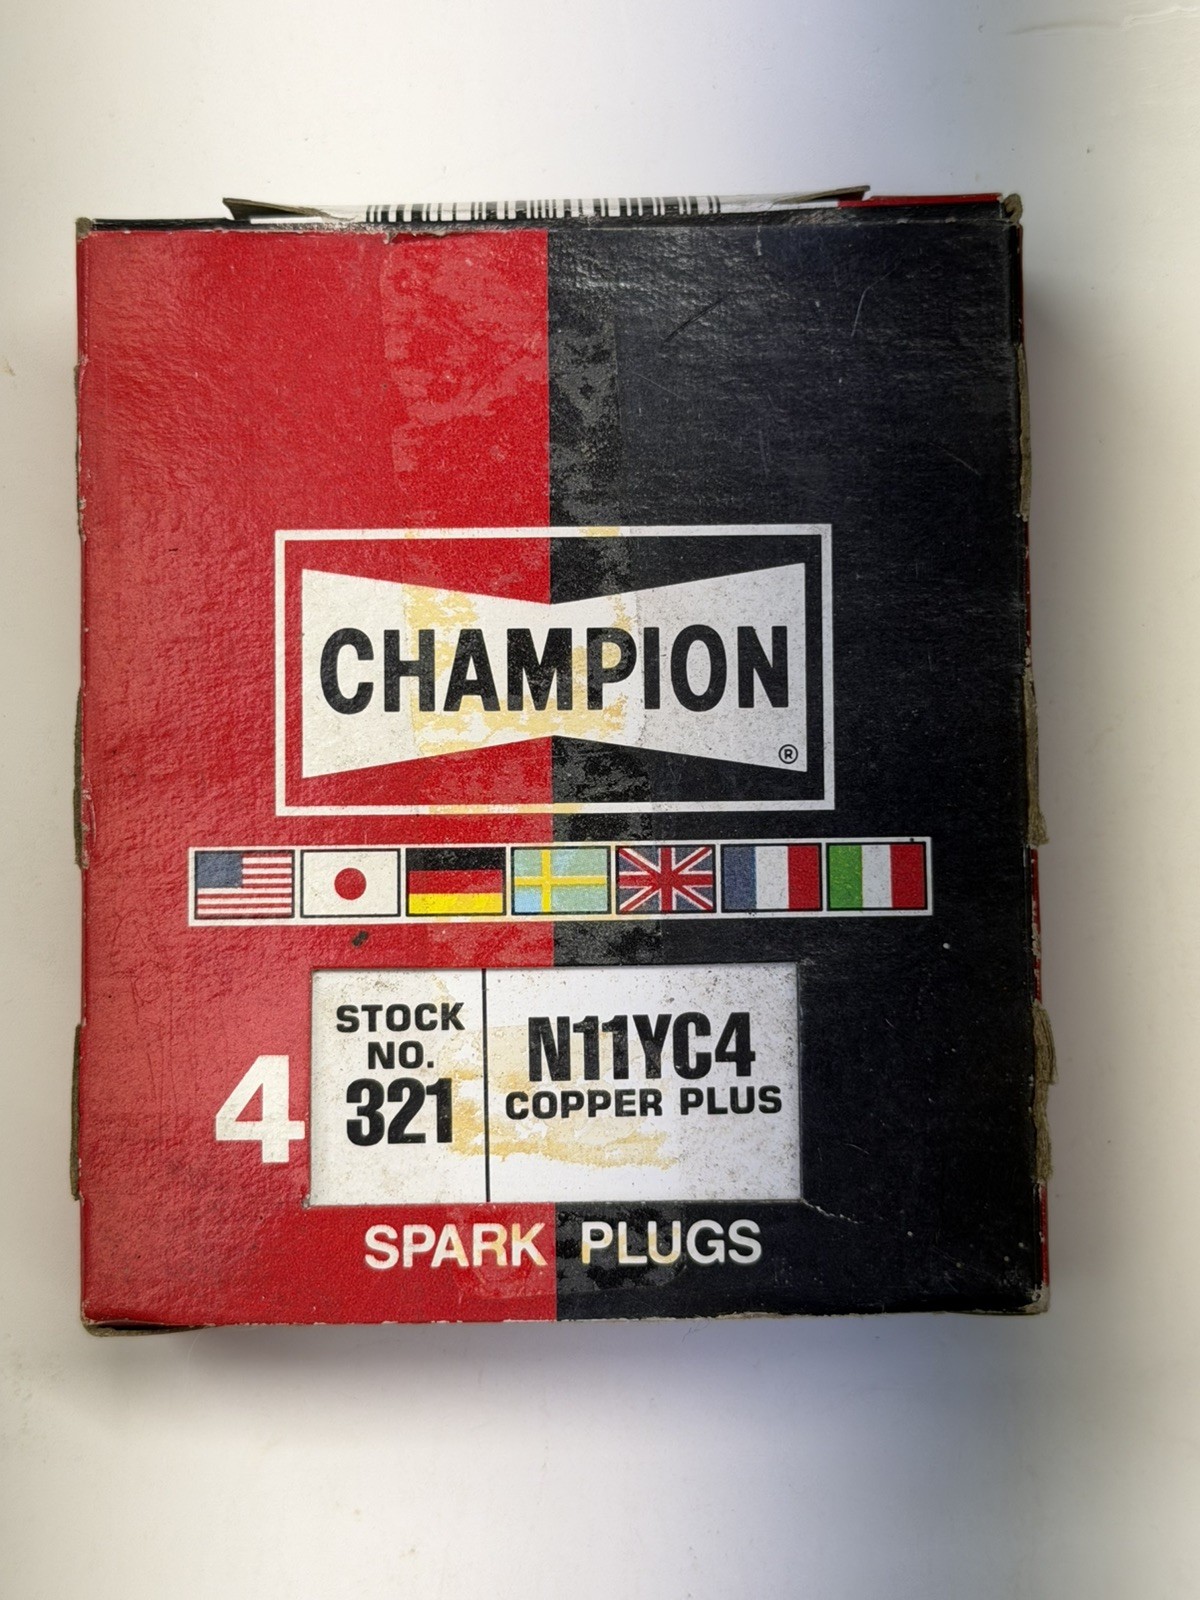 CHAMPION
®
4
STOCK
NO.
321
N11YC4
COPPER PLUS
SPARK PLUGS